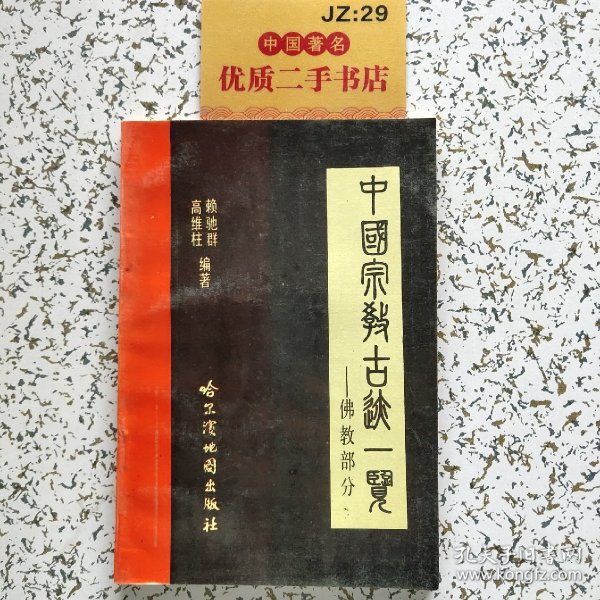 JZ:29
中国著名
优质二手书店
中國宗教古迹一覽
—佛教部分
赖驰群
高维柱 编著
哈尔滨地图出版社
孔夫子旧书网
www.kongfz.com